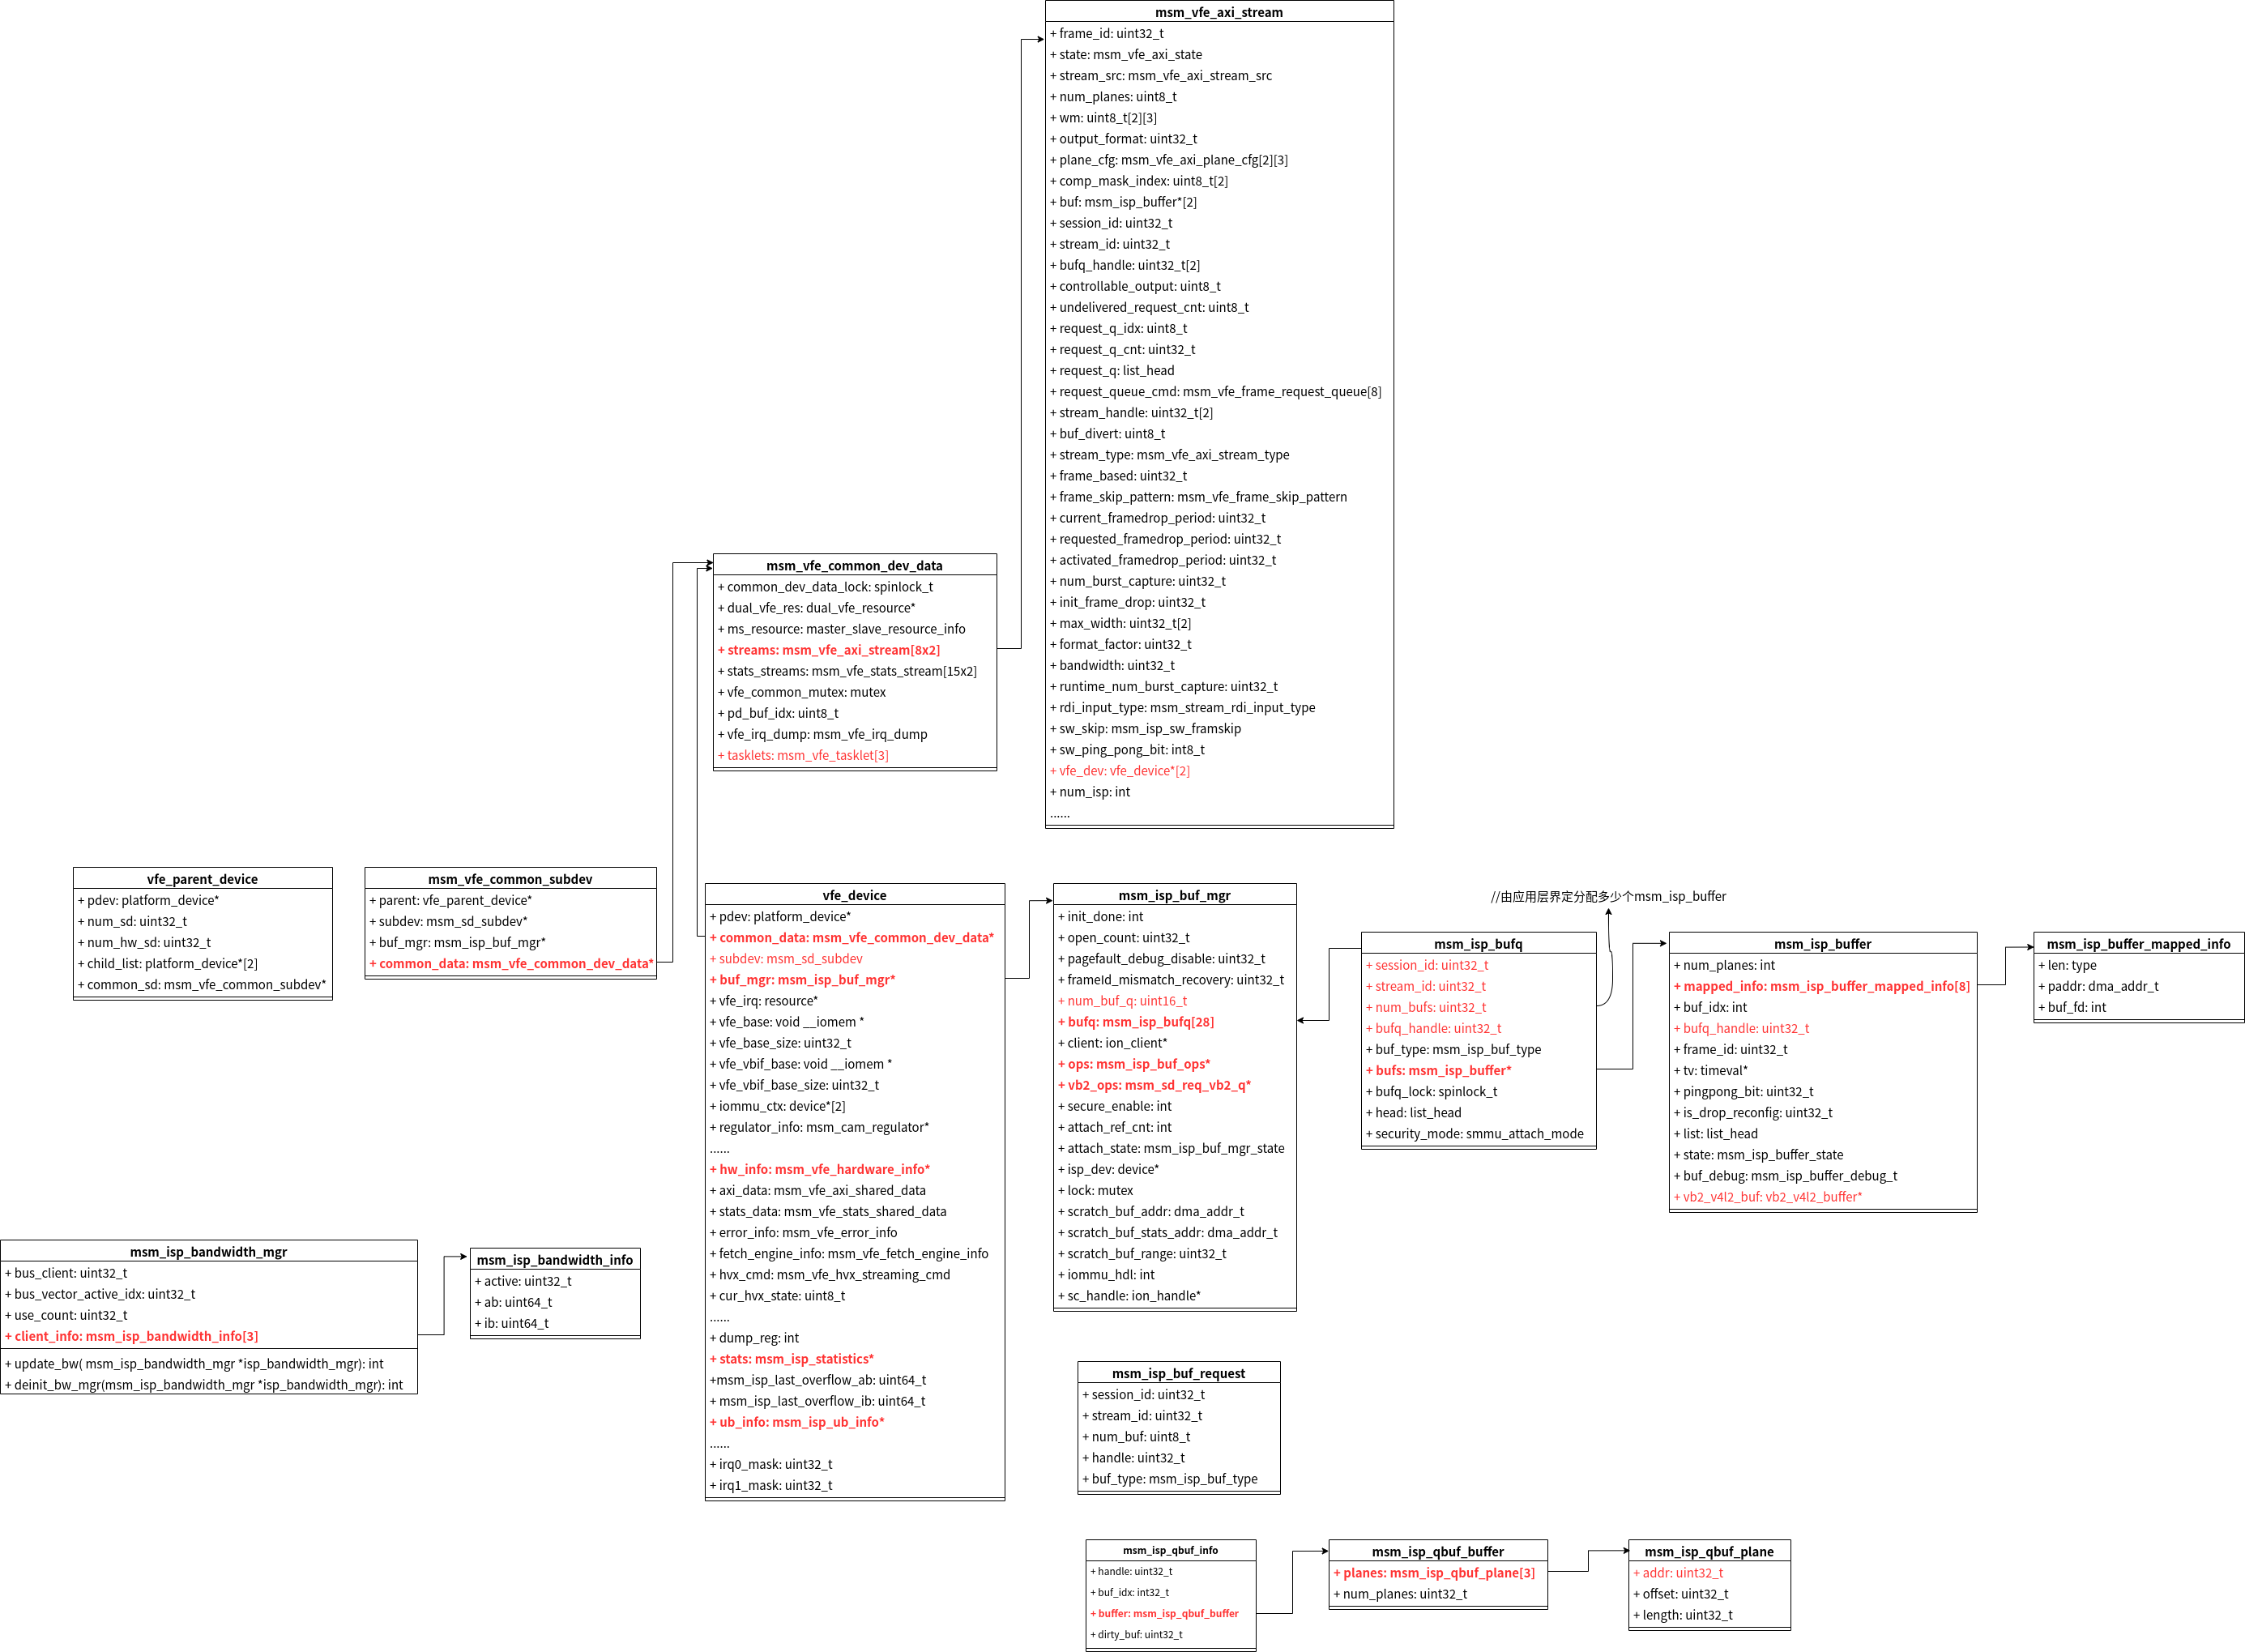 msm_vfe_axi_stream
+ frame_id: uint32_t
+ state: msm_vfe_axi_state
+ stream_src: msm_vfe_axi_stream_src
+ num_planes: uint8_t
+ wm: uint8_t[2][3]
+ output_format: uint32_t
+ plane_cfg: msm_vfe_axi_plane_cfg[2][3]
+ comp_mask_index: uint8_t[2]
+ buf: msm_isp_buffer*[2]
+ session_id: uint32_t
+ stream_id: uint32_t
+ bufq_handle: uint32_t[2]
+ controllable_output: uint8_t
+ undelivered_request_cnt: uint8_t
+ request_q_idx: uint8_t
+ request_q_cnt: uint32_t
+ request_q: list_head
+ request_queue_cmd: msm_vfe_frame_request_queue[8]
+ stream_handle: uint32_t[2]
+ buf_divert: uint8_t
+ stream_type: msm_vfe_axi_stream_type
+ frame_based: uint32_t
+ frame_skip_pattern: msm_vfe_frame_skip_pattern
+ current_framedrop_period: uint32_t
+ requested_framedrop_period: uint32_t
+ activated_framedrop_period: uint32_t
+ num_burst_capture: uint32_t
+ init_frame_drop: uint32_t
+ max_width: uint32_t[2]
+ format_factor: uint32_t
+ bandwidth: uint32_t
+ runtime_num_burst_capture: uint32_t
+ rdi_input_type: msm_stream_rdi_input_type
+ sw_skip: msm_isp_sw_framskip
+ sw_ping_pong_bit: int8_t
+ vfe_dev: vfe_device*[2]
+ num_isp: int
......
msm_vfe_common_dev_data
+ common_dev_data_lock: spinlock_t
+ dual_vfe_res: dual_vfe_resource*
+ ms_resource: master_slave_resource_info
+ streams: msm_vfe_axi_stream[8x2]
+ stats_streams: msm_vfe_stats_stream[15x2]
+ vfe_common_mutex: mutex
+ pd_buf_idx: uint8_t
+ vfe_irq_dump: msm_vfe_irq_dump
+ tasklets: msm_vfe_tasklet[3]
vfe_parent_device
+ pdev: platform_device*
+ num_sd: uint32_t
+ num_hw_sd: uint32_t
+ child_list: platform_device*[2]
+ common_sd: msm_vfe_common_subdev*
msm_vfe_common_subdev
+ parent: vfe_parent_device*
+ subdev: msm_sd_subdev*
+ buf_mgr: msm_isp_buf_mgr*
+ common_data: msm_vfe_common_dev_data*
vfe_device
+ pdev: platform_device*
+ common_data: msm_vfe_common_dev_data*
+ subdev: msm_sd_subdev
+ buf_mgr: msm_isp_buf_mgr*
+ vfe_irq: resource*
+ vfe_base: void __iomem *
+ vfe_base_size: uint32_t
+ vfe_vbif_base: void __iomem *
+ vfe_vbif_base_size: uint32_t
+ iommu_ctx: device*[2]
+ regulator_info: msm_cam_regulator*
......
+ hw_info: msm_vfe_hardware_info*
+ axi_data: msm_vfe_axi_shared_data
+ stats_data: msm_vfe_stats_shared_data
+ error_info: msm_vfe_error_info
+ fetch_engine_info: msm_vfe_fetch_engine_info
+ hvx_cmd: msm_vfe_hvx_streaming_cmd
+ cur_hvx_state: uint8_t
......
+ dump_reg: int
+ stats: msm_isp_statistics*
+msm_isp_last_overflow_ab: uint64_t
+ msm_isp_last_overflow_ib: uint64_t
+ ub_info: msm_isp_ub_info*
......
+ irq0_mask: uint32_t
+ irq1_mask: uint32_t
msm_isp_buf_mgr
+ init_done: int
+ open_count: uint32_t
+ pagefault_debug_disable: uint32_t
+ frameId_mismatch_recovery: uint32_t
+ num_buf_q: uint16_t
+ bufq: msm_isp_bufq[28]
+ client: ion_client*
+ ops: msm_isp_buf_ops*
+ vb2_ops: msm_sd_req_vb2_q*
+ secure_enable: int
+ attach_ref_cnt: int
+ attach_state: msm_isp_buf_mgr_state
+ isp_dev: device*
+ lock: mutex
+ scratch_buf_addr: dma_addr_t
+ scratch_buf_stats_addr: dma_addr_t
+ scratch_buf_range: uint32_t
+ iommu_hdl: int
+ sc_handle: ion_handle*
//由应用层界定分配多少个msm_isp_buffer
msm_isp_bufq
+ session_id: uint32_t
+ stream_id: uint32_t
+ num_bufs: uint32_t
+ bufq_handle: uint32_t
+ buf_type: msm_isp_buf_type
+ bufs: msm_isp_buffer*
+ bufq_lock: spinlock_t
+ head: list_head
+ security_mode: smmu_attach_mode
msm_isp_buffer
+ num_planes: int
+ mapped_info: msm_isp_buffer_mapped_info[8]
+ buf_idx: int
+ bufq_handle: uint32_t
+ frame_id: uint32_t
+ tv: timeval*
+ pingpong_bit: uint32_t
+ is_drop_reconfig: uint32_t
+ list: list_head
+ state: msm_isp_buffer_state
+ buf_debug: msm_isp_buffer_debug_t
+ vb2_v4l2_buf: vb2_v4l2_buffer*
msm_isp_buffer_mapped_info
+ len: type
+ paddr: dma_addr_t
+ buf_fd: int
msm_isp_bandwidth_mgr
+ bus_client: uint32_t
+ bus_vector_active_idx: uint32_t
+ use_count: uint32_t
+ client_info: msm_isp_bandwidth_info[3]
+ update_bw( msm_isp_bandwidth_mgr *isp_bandwidth_mgr): int
+ deinit_bw_mgr(msm_isp_bandwidth_mgr *isp_bandwidth_mgr): int
msm_isp_bandwidth_info
+ active: uint32_t
+ ab: uint64_t
+ ib: uint64_t
msm_isp_buf_request
+ session_id: uint32_t
+ stream_id: uint32_t
+ num_buf: uint8_t
+ handle: uint32_t
+ buf_type: msm_isp_buf_type
msm_isp_qbuf_info
+ handle: uint32_t
+ buf_idx: int32_t
+ buffer: msm_isp_qbuf_buffer
+ dirty_buf: uint32_t
msm_isp_qbuf_buffer
+ planes: msm_isp_qbuf_plane[3]
+ num_planes: uint32_t
msm_isp_qbuf_plane
+ addr: uint32_t
+ offset: uint32_t
+ length: uint32_t